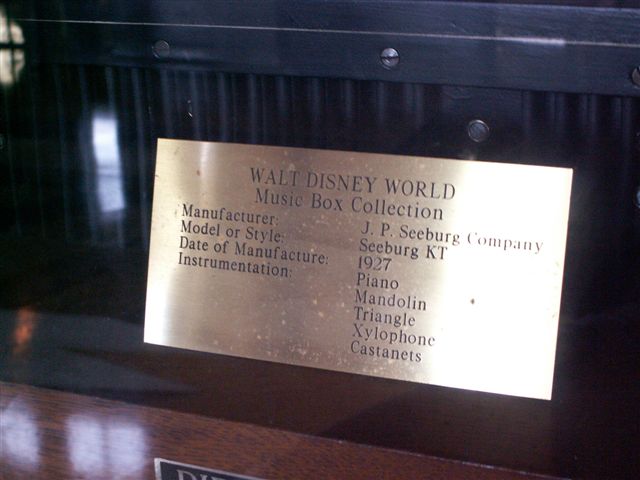 WALT DISNEY WORLD
Music Box Collection
Manufacturer: J. P. Seeburg Company
Model or Style: Seeburg KT
Date of Manufacture: 1927
Instrumentation: Piano
Mandolin
Triangle
Xylophone
Castanets